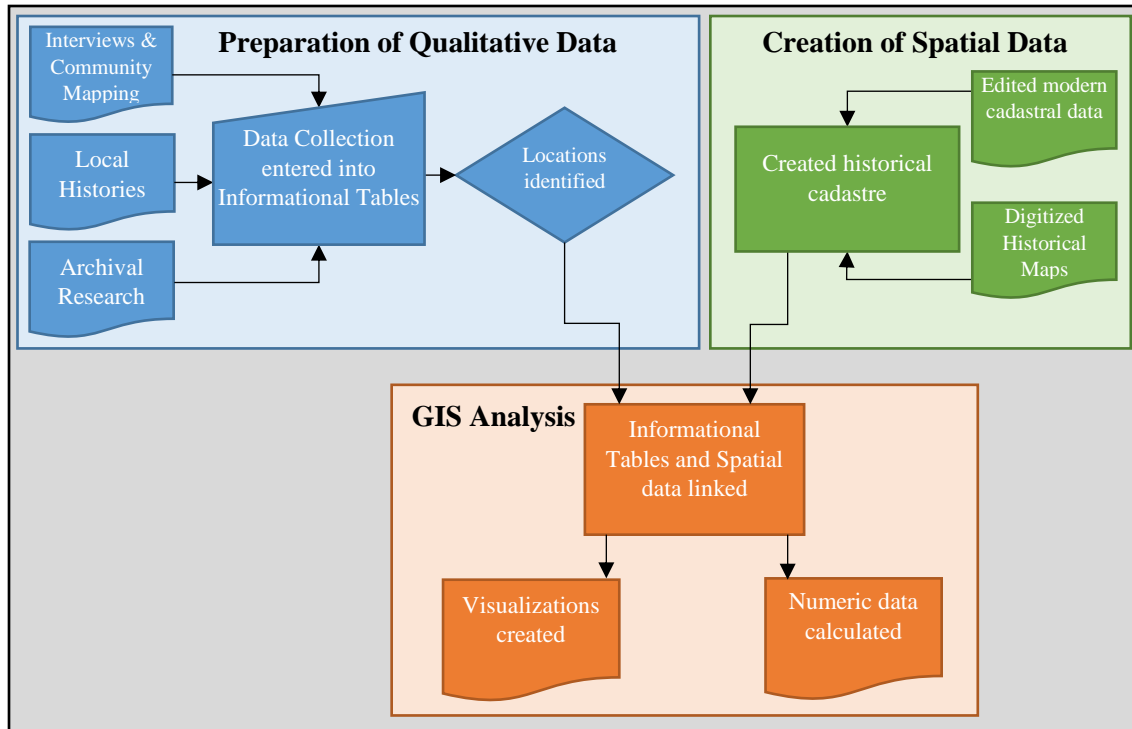 Preparation of Qualitative Data
Interviews &
Community
Mapping
Local
Histories
Archival
Research
Data Collection
entered into
Informational Tables
Locations
identified
Creation of Spatial Data
Edited modern
cadastral data
Created historical
cadastre
Digitized
Historical
Maps
GIS Analysis
Informational
Tables and Spatial
data linked
Visualizations
created
Numeric data
calculated